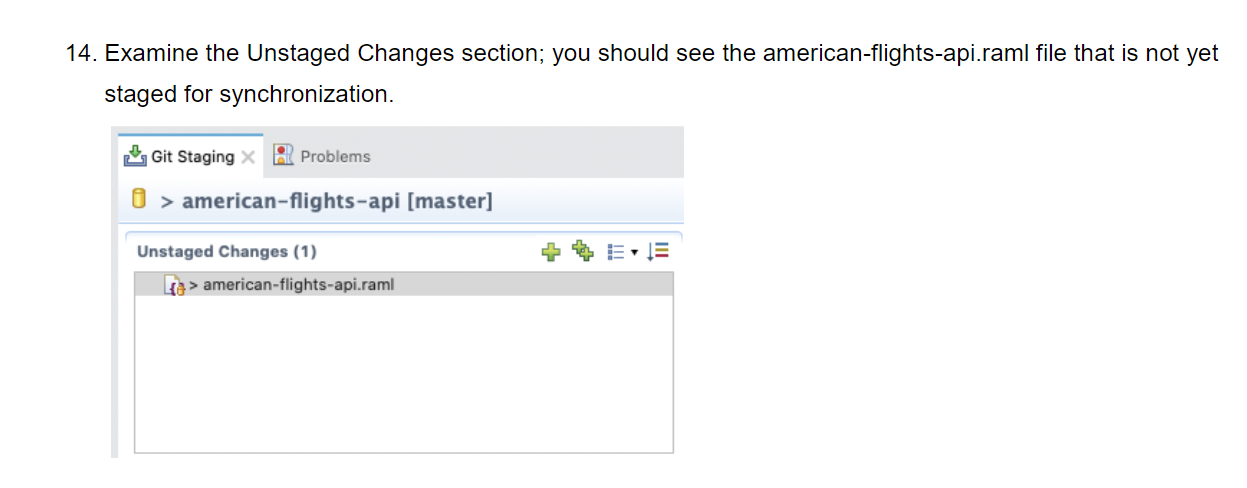 14. Examine the Unstaged Changes section; you should see the american-flights-api.raml file that is not yet
staged for synchronization.
Git Staging Problems
> american-flights-api [master]
Unstaged Changes (1)
> american-flights-api.raml